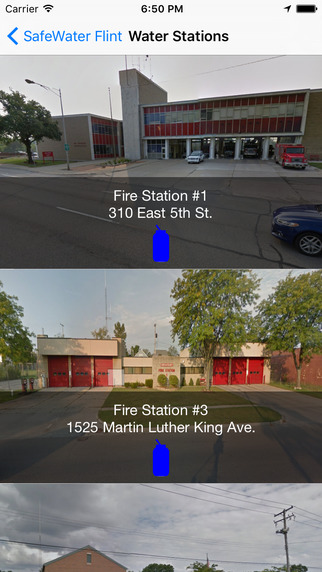 Carrier 6:50 PM
SafeWater Flint Water Stations
Fire Station #1
310 East 5th St.
Fire Station #3
1525 Martin Luther King Ave.